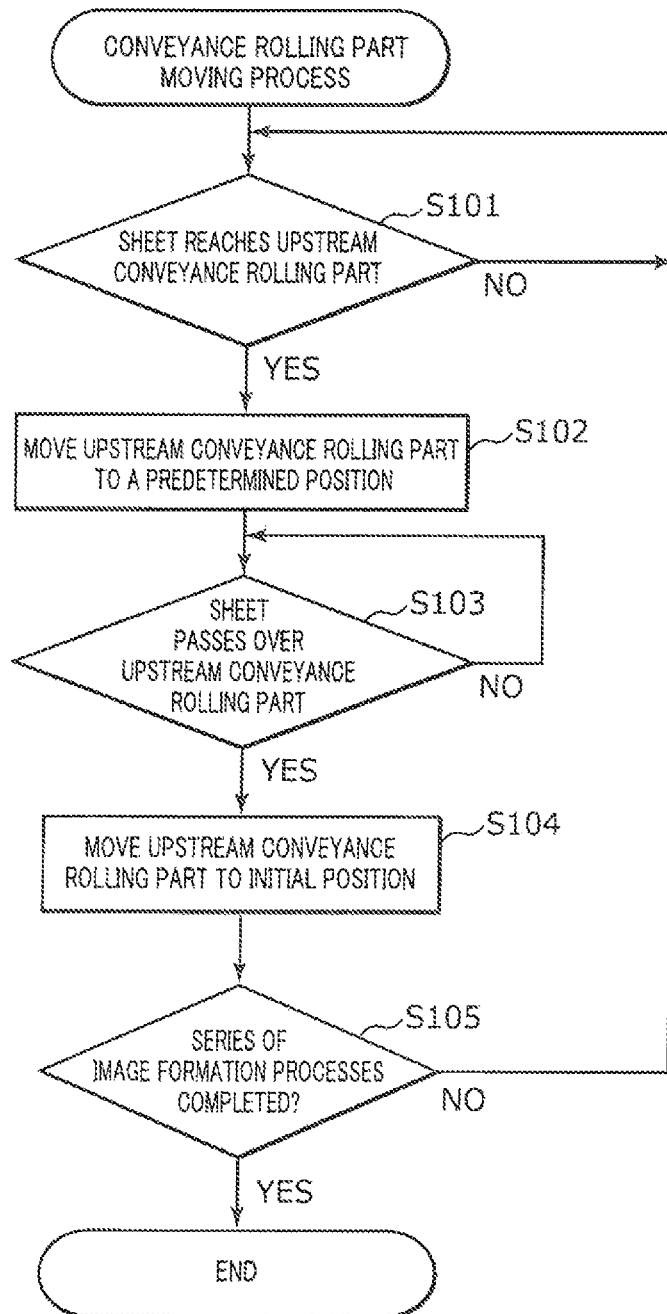 CONVEYANCE ROLLING PART
MOVING PROCESS
S101
SHEET REACHES UPSTREAM
CONVEYANCE ROLLING PART
NO
YES
S102
MOVE UPSTREAM CONVEYANCE ROLLING PART
TO A PREDETERMINED POSITION
S103
SHEET
PASSES OVER
UPSTREAM CONVEYANCE
ROLLING PART
NO
YES
S104
MOVE UPSTREAM CONVEYANCE
ROLLING PART TO INITIAL POSITION
S105
SERIES OF
IMAGE FORMATION PROCESSES
COMPLETED?
NO
YES
END